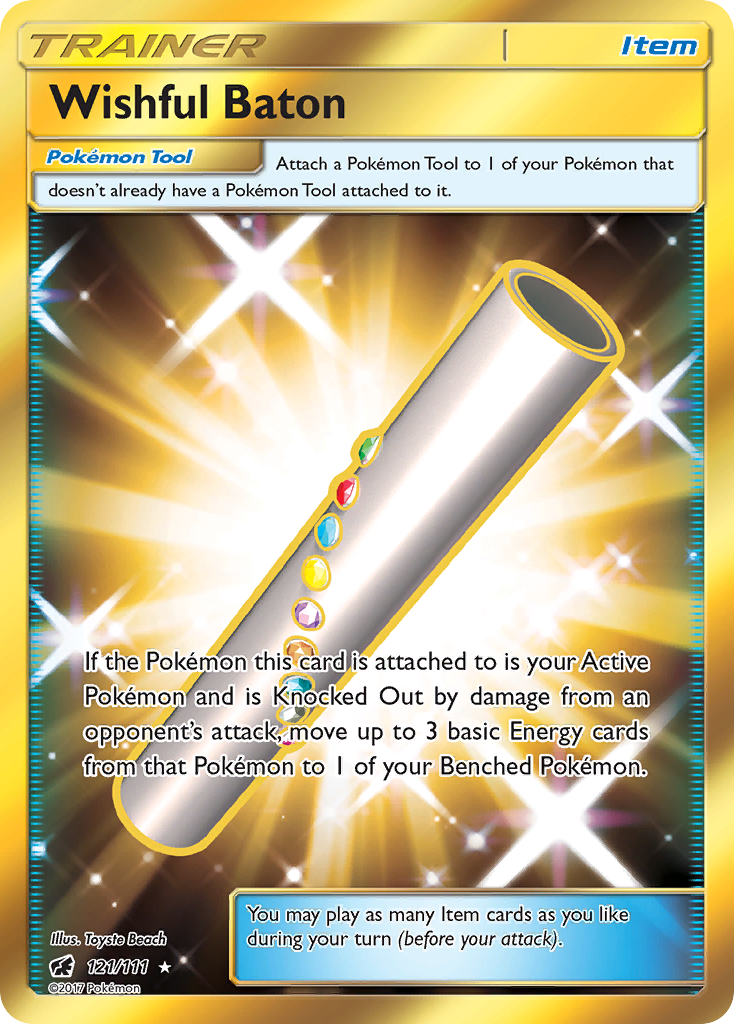 TRAINER
Item
Wishful Baton
Pokémon Tool
Attach a Pokémon Tool to 1 of your Pokémon that
doesn't already have a Pokémon Tool attached to it.
If the Pokémon this card is attached to is your Active
Pokémon and is Knocked Out by damage from an
opponent's attack, move up to 3 basic Energy cards
from that Pokémon to 1 of your Benched Pokémon.
You may play as many Item cards as you like
during your turn (before your attack).
Illus. Toyste Beach
121/111 ★
©2017 Pokémon